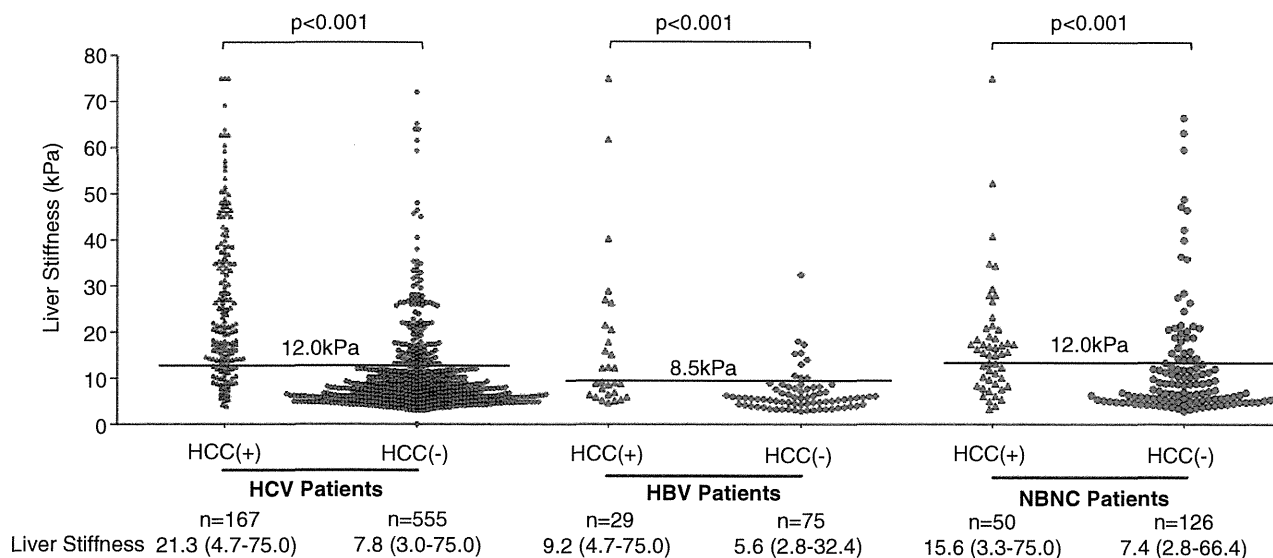 p<0.001 p<0.001 p<0.001
80
70
60
50
40
30
20
10
0
Liver Stiffness (kPa)
12.0kPa 8.5kPa 12.0kPa
HCC(+) HCC(-) HCC(+) HCC(-) HCC(+) HCC(-)
HCV Patients HBV Patients NBNC Patients
n=167 n=555 n=29 n=75 n=50 n=126
Liver Stiffness 21.3 (4.7-75.0) 7.8 (3.0-75.0) 9.2 (4.7-75.0) 5.6 (2.8-32.4) 15.6 (3.3-75.0) 7.4 (2.8-66.4)